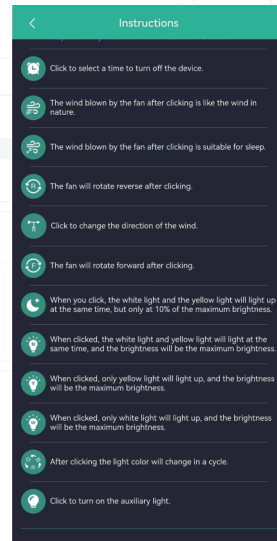 Instructions
Click to select a time to turn off the device.
The wind blown by the fan after clicking is like the wind in
nature.
The wind blown by the fan after clicking is suitable for sleep.
R
The fan will rotate reverse after clicking.
Click to change the direction of the wind.
F
The fan will rotate forward after clicking.
When you click, the white light and the yellow light will light up
at the same time, but only at 10% of the maximum brightness.
When clicked, the white light and yellow light will light at the
same time, and the brightness will be the maximum brightness.
When clicked, only yellow light will light up, and the brightness
will be the maximum brightness.
When clicked, only white light will light up, and the brightness
will be the maximum brightness.
After clicking the light color will change in a cycle.
Click to turn on the auxiliary light.